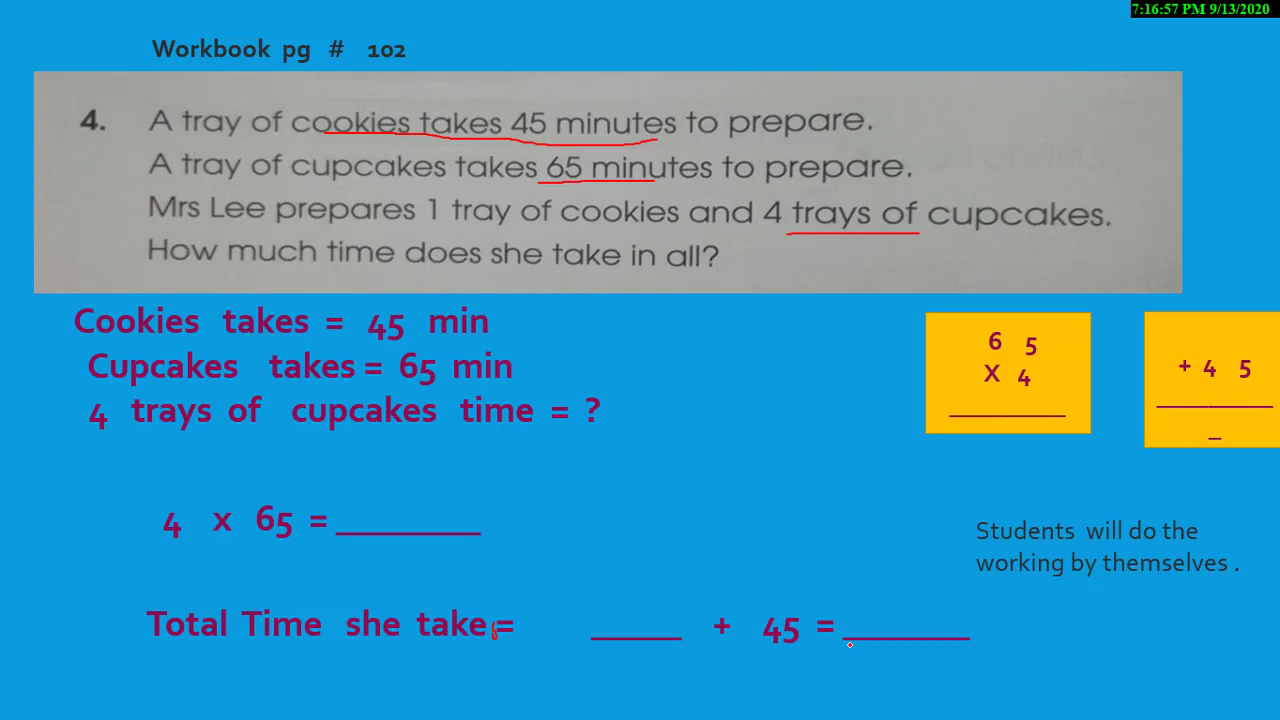 7:16:57 PM 9/13/2020
Workbook pg # 102
4. A tray of cookies takes 45 minutes to prepare.
A tray of cupcakes takes 65 minutes to prepare.
Mrs Lee prepares 1 tray of cookies and 4 trays of cupcakes.
How much time does she take in all?
Cookies takes = 45 min
Cupcakes takes = 65 min
4 trays of cupcakes time = ?
6 5
X 4
_________
+ 4 5
_________
_
4 x 65 = ________
Students will do the
working by themselves .
Total Time she takes = _____ + 45 = _______